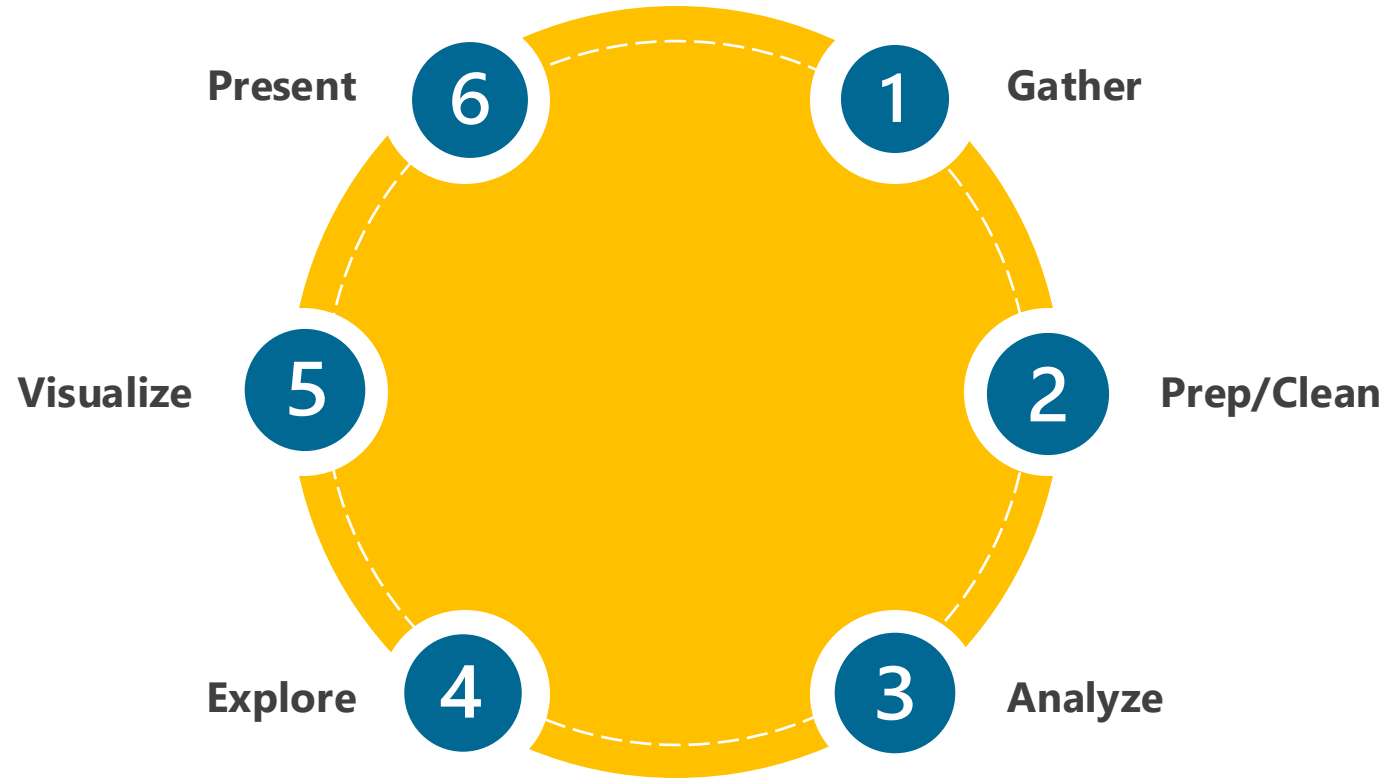 1 Gather
2 Prep/Clean
3 Analyze
4 Explore
5 Visualize
6 Present